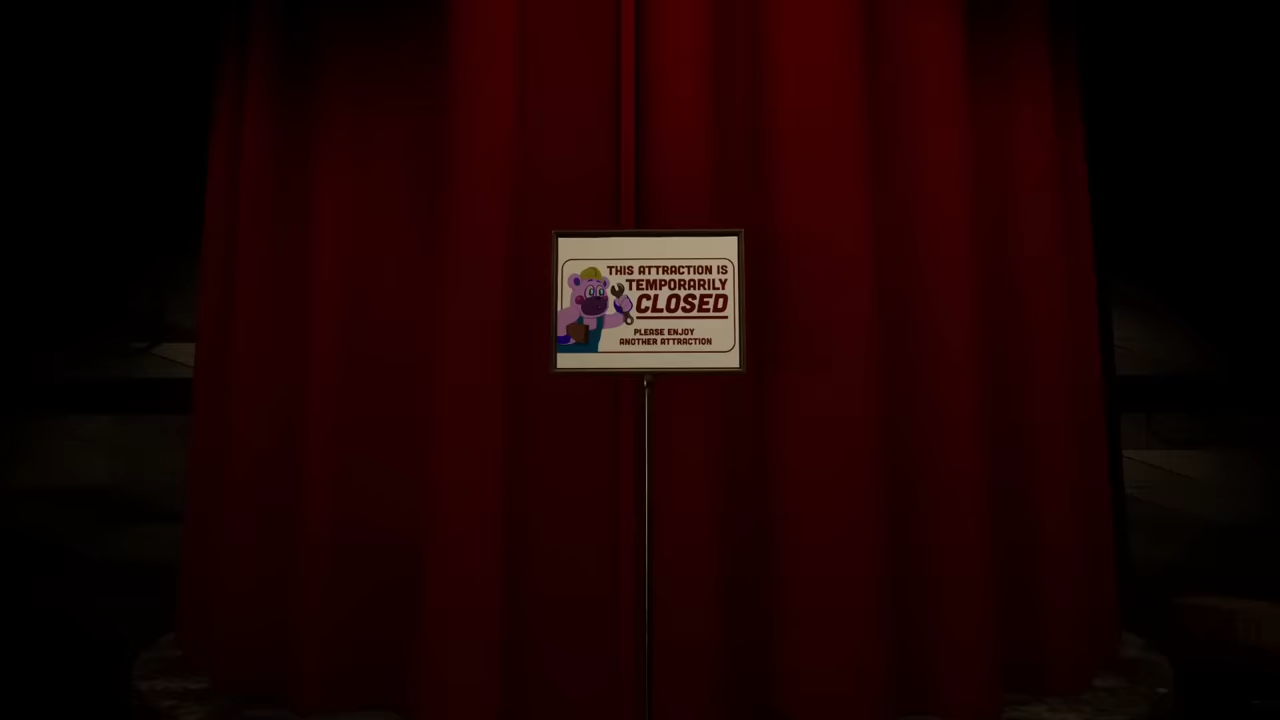 THIS ATTRACTION IS
TEMPORARILY
CLOSED
PLEASE ENJOY
ANOTHER ATTRACTION